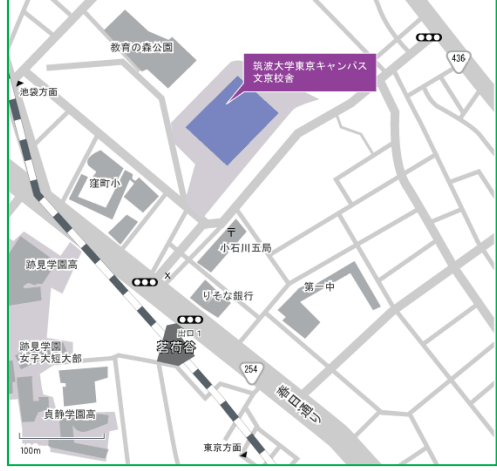 教育の森公園
筑波大学東京キャンパス
文京校舎
436
池袋方面
窪町小
〒
小石川五局
跡見学園高
x
りそな銀行
第一中
出口1
茗荷谷
跡見学園
女子大短大部
254
春日通り
貞静学園高
100m
東京方面